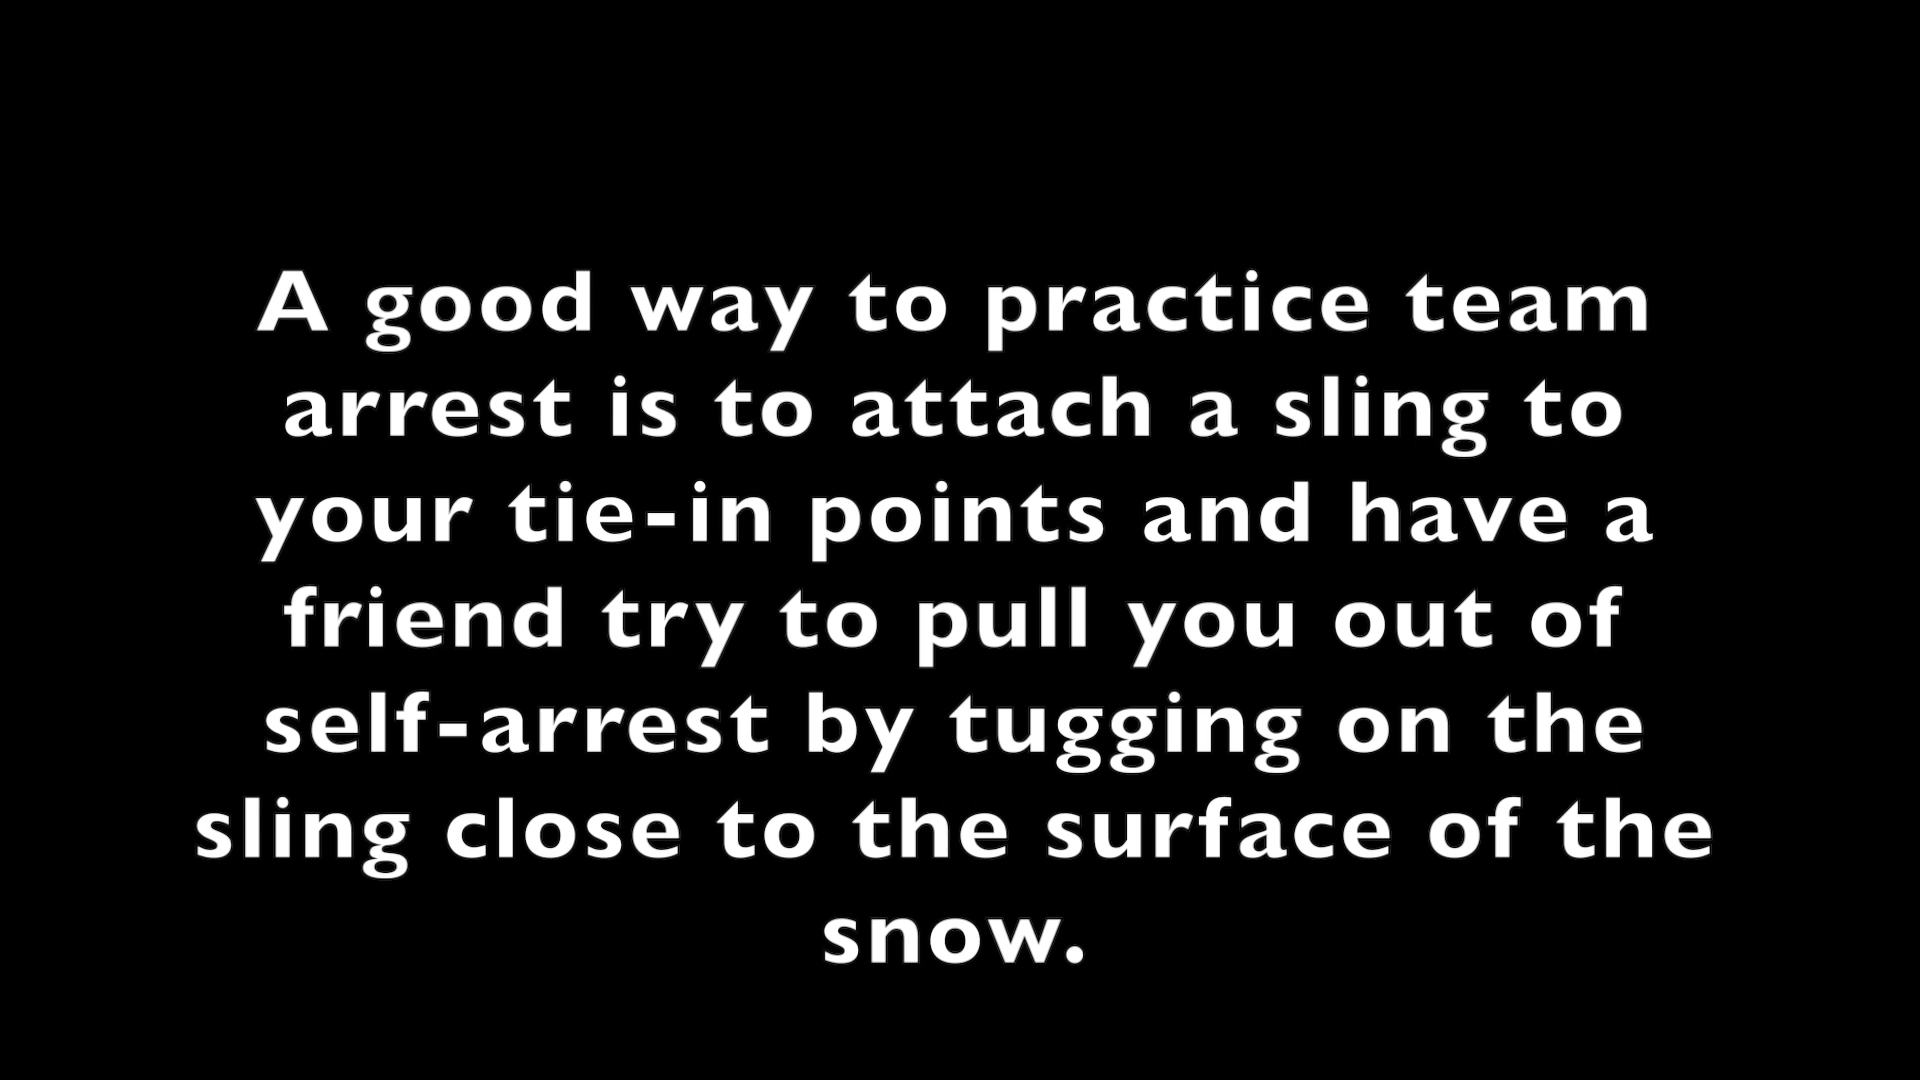 A good way to practice team
arrest is to attach a sling to
your tie-in points and have a
friend try to pull you out of
self-arrest by tugging on the
sling close to the surface of the
snow.